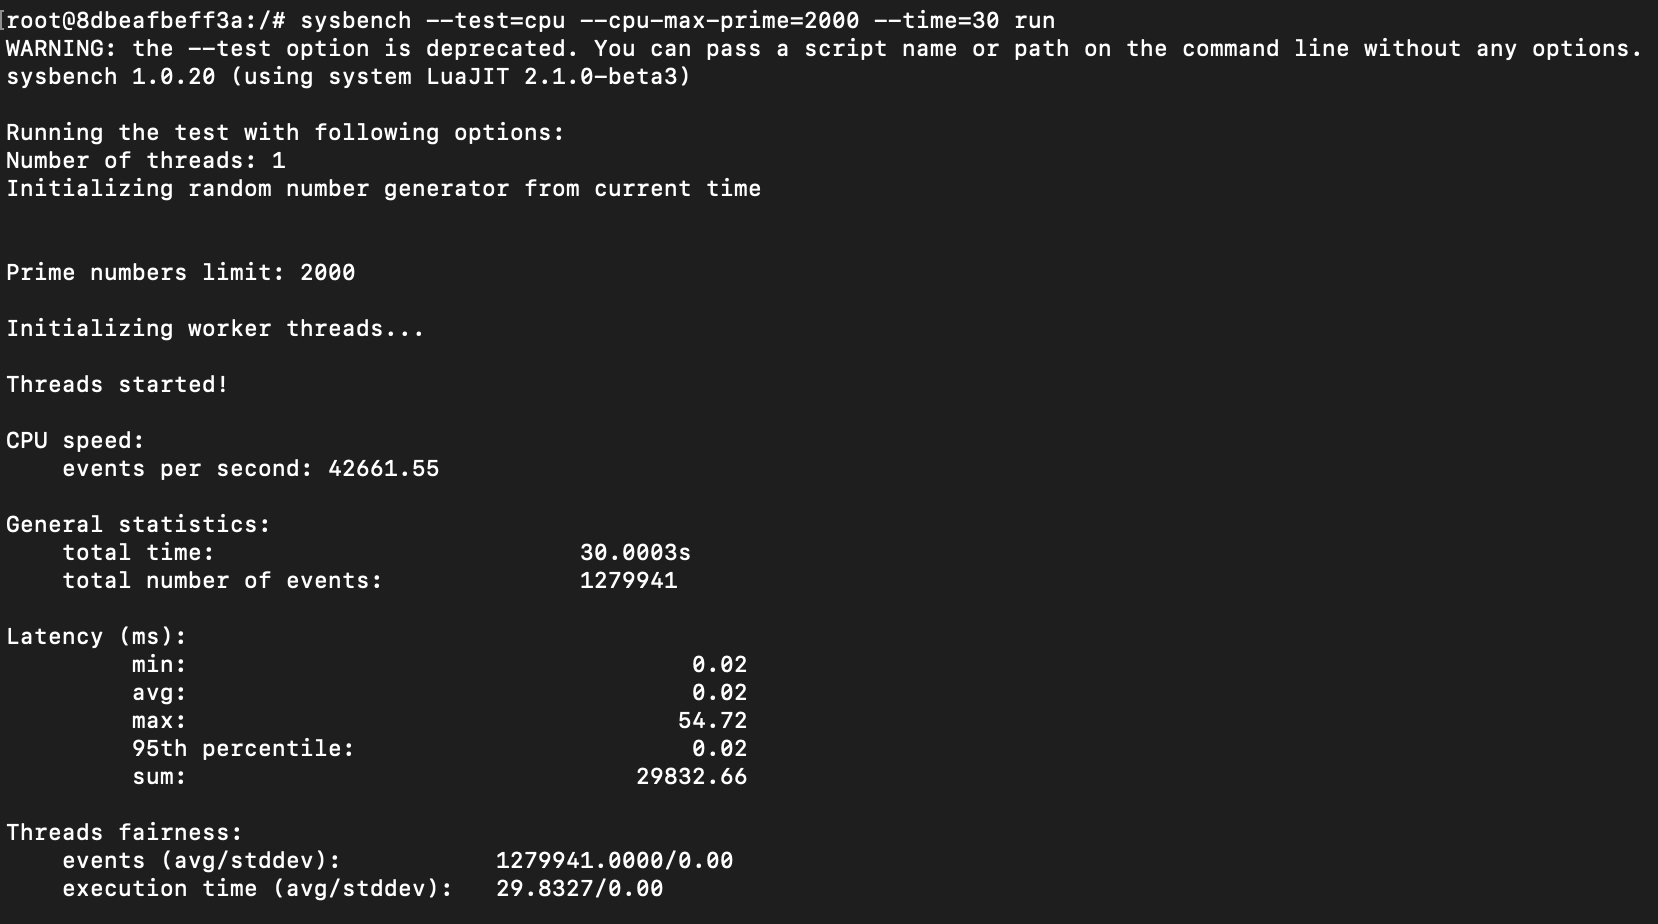 root@8dbeafbeff3a:/# sysbench --test=cpu --cpu-max-prime=2000 --time=30 run
WARNING: the --test option is deprecated. You can pass a script name or path on the command line without any options.
sysbench 1.0.20 (using system LuaJIT 2.1.0-beta3)
Running the test with following options:
Number of threads: 1
Initializing random number generator from current time
Prime numbers limit: 2000
Initializing worker threads...
Threads started!
CPU speed:
events per second: 42661.55
General statistics:
total time: 30.0003s
total number of events: 1279941
Latency (ms):
min: 0.02
avg: 0.02
max: 54.72
95th percentile: 0.02
sum: 29832.66
Threads fairness:
events (avg/stddev): 1279941.0000/0.00
execution time (avg/stddev): 29.8327/0.00